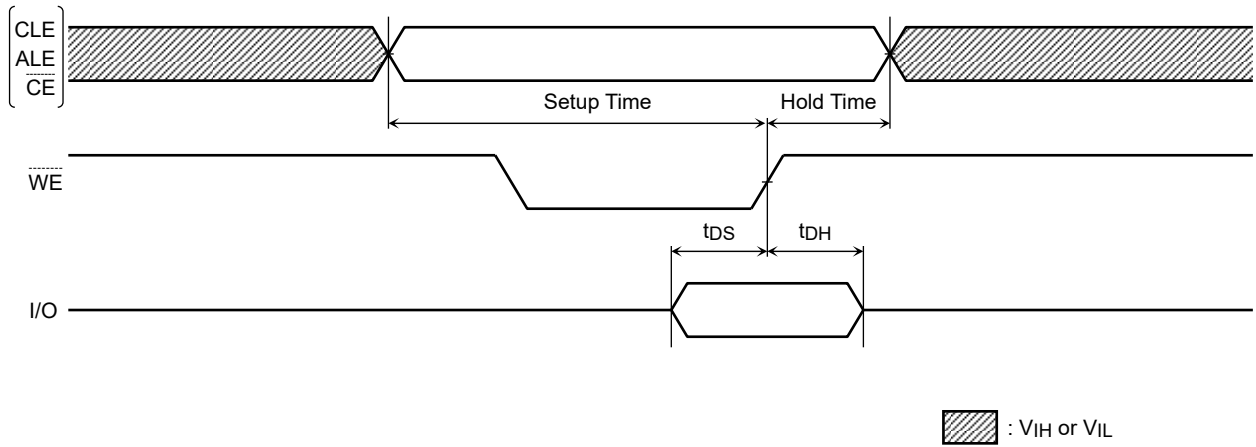 CLE
ALE
CE
Setup Time
Hold Time
WE
tDS
tDH
I/O
: VIH or VIL